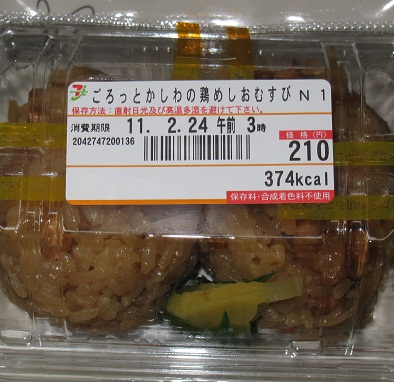 ごろっとかしわの鶏めしおむすび N 1
保存方法:直射日光及び高温多湿を避けて下さい。
消費期限 11. 2.24 午前 3時
2042747200136
価格(円)
210
374kcal
保存料・合成着色料不使用